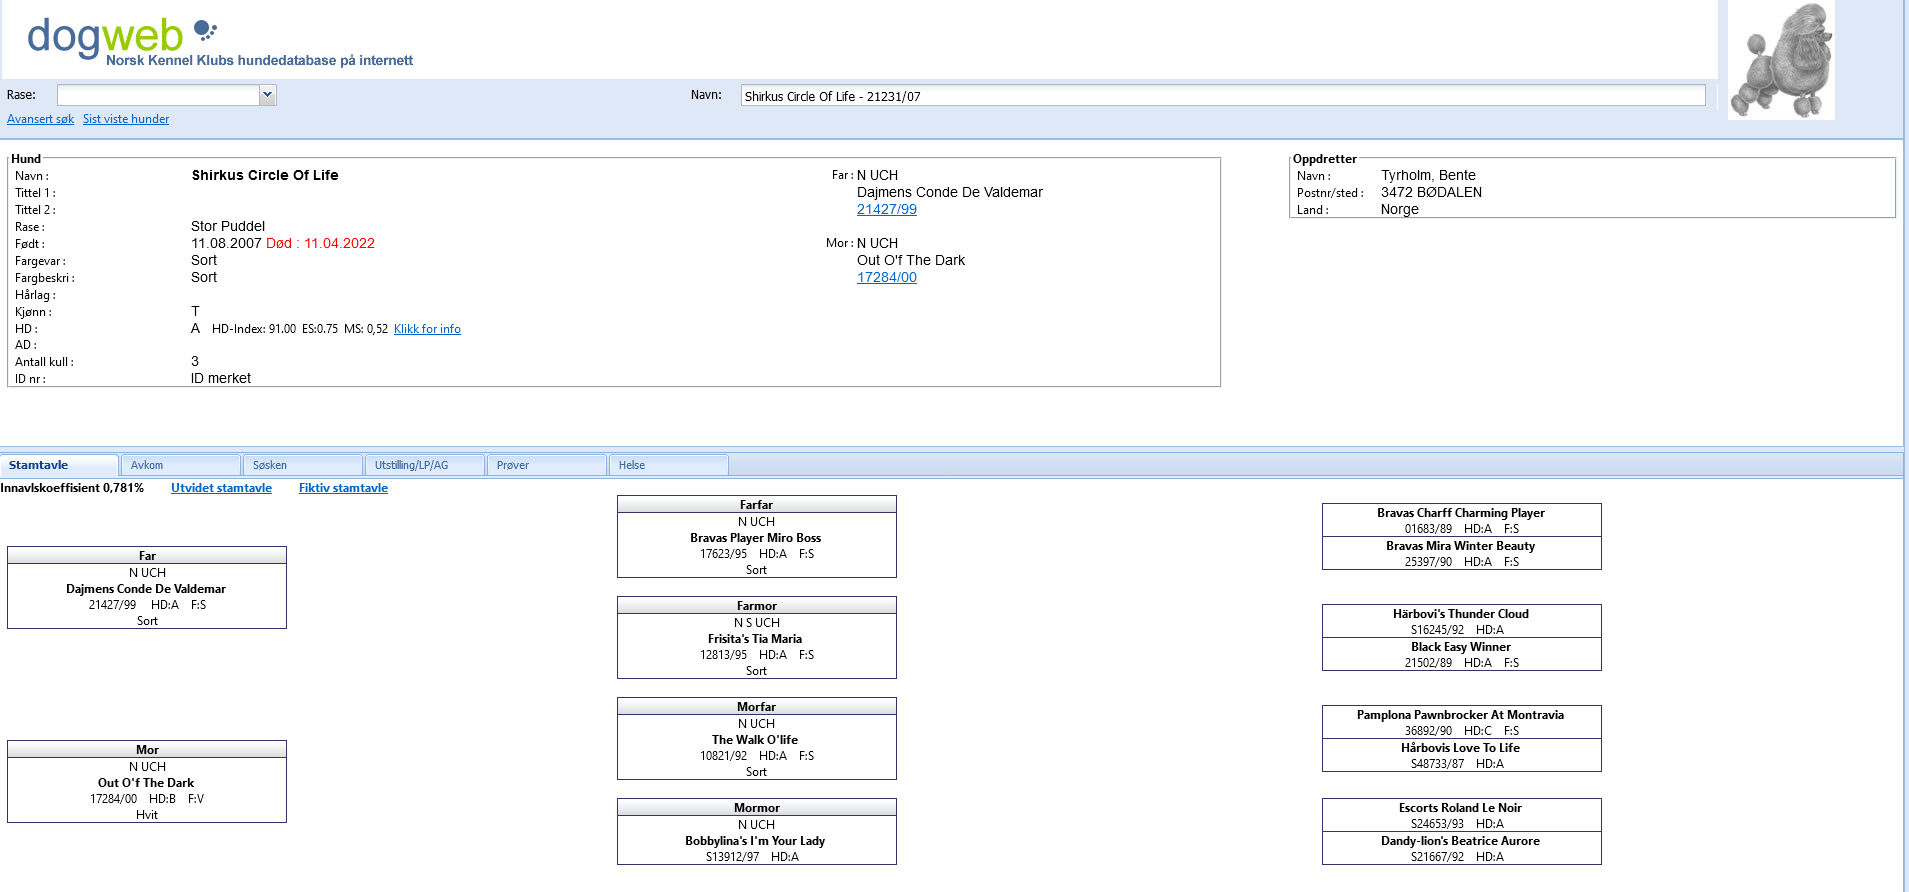 dogweb
Norsk Kennel Klubs hundedatabase på internett
Rase:
Navn: Shirkus Circle Of Life - 21231/07
Avansert søk Sist viste hunder
Hund
Navn : Shirkus Circle Of Life
Tittel 1 :
Tittel 2 :
Rase : Stor Puddel
Født : 11.08.2007 Død : 11.04.2022
Fargevar : Sort
Fargbeskri : Sort
Hårlag :
Kjønn : T
HD : A HD-Index: 91.00 ES:0.75 MS: 0,52 Klikk for info
AD :
Antall kull : 3
ID nr : ID merket
Far : N UCH
Dajmens Conde De Valdemar
21427/99
Mor : N UCH
Out O'f The Dark
17284/00
Oppdretter
Navn : Tyrholm, Bente
Postnr/sted : 3472 BØDALEN
Land : Norge
Stamtavle Avkom Søsken Utstilling/LP/AG Prøver Helse
Innavlskoeffisient 0,781% Utvidet stamtavle Fiktiv stamtavle
Far
N UCH
Dajmens Conde De Valdemar
21427/99 HD:A F:S
Sort
Mor
N UCH
Out O'f The Dark
17284/00 HD:B F:V
Hvit
Farfar
N UCH
Bravas Player Miro Boss
17623/95 HD:A F:S
Sort
Farmor
N S UCH
Frisita's Tia Maria
12813/95 HD:A F:S
Sort
Morfar
N UCH
The Walk O'life
10821/92 HD:A F:S
Sort
Mormor
N UCH
Bobbylina's I'm Your Lady
S13912/97 HD:A
Bravas Charff Charming Player
01683/89 HD:A F:S
Bravas Mira Winter Beauty
25397/90 HD:A F:S
Härbovi's Thunder Cloud
S16245/92 HD:A
Black Easy Winner
21502/89 HD:A F:S
Pamplona Pawnbrocker At Montravia
36892/90 HD:C F:S
Hårbovis Love To Life
S48733/87 HD:A
Escorts Roland Le Noir
S24653/93 HD:A
Dandy-lion's Beatrice Aurore
S21667/92 HD:A